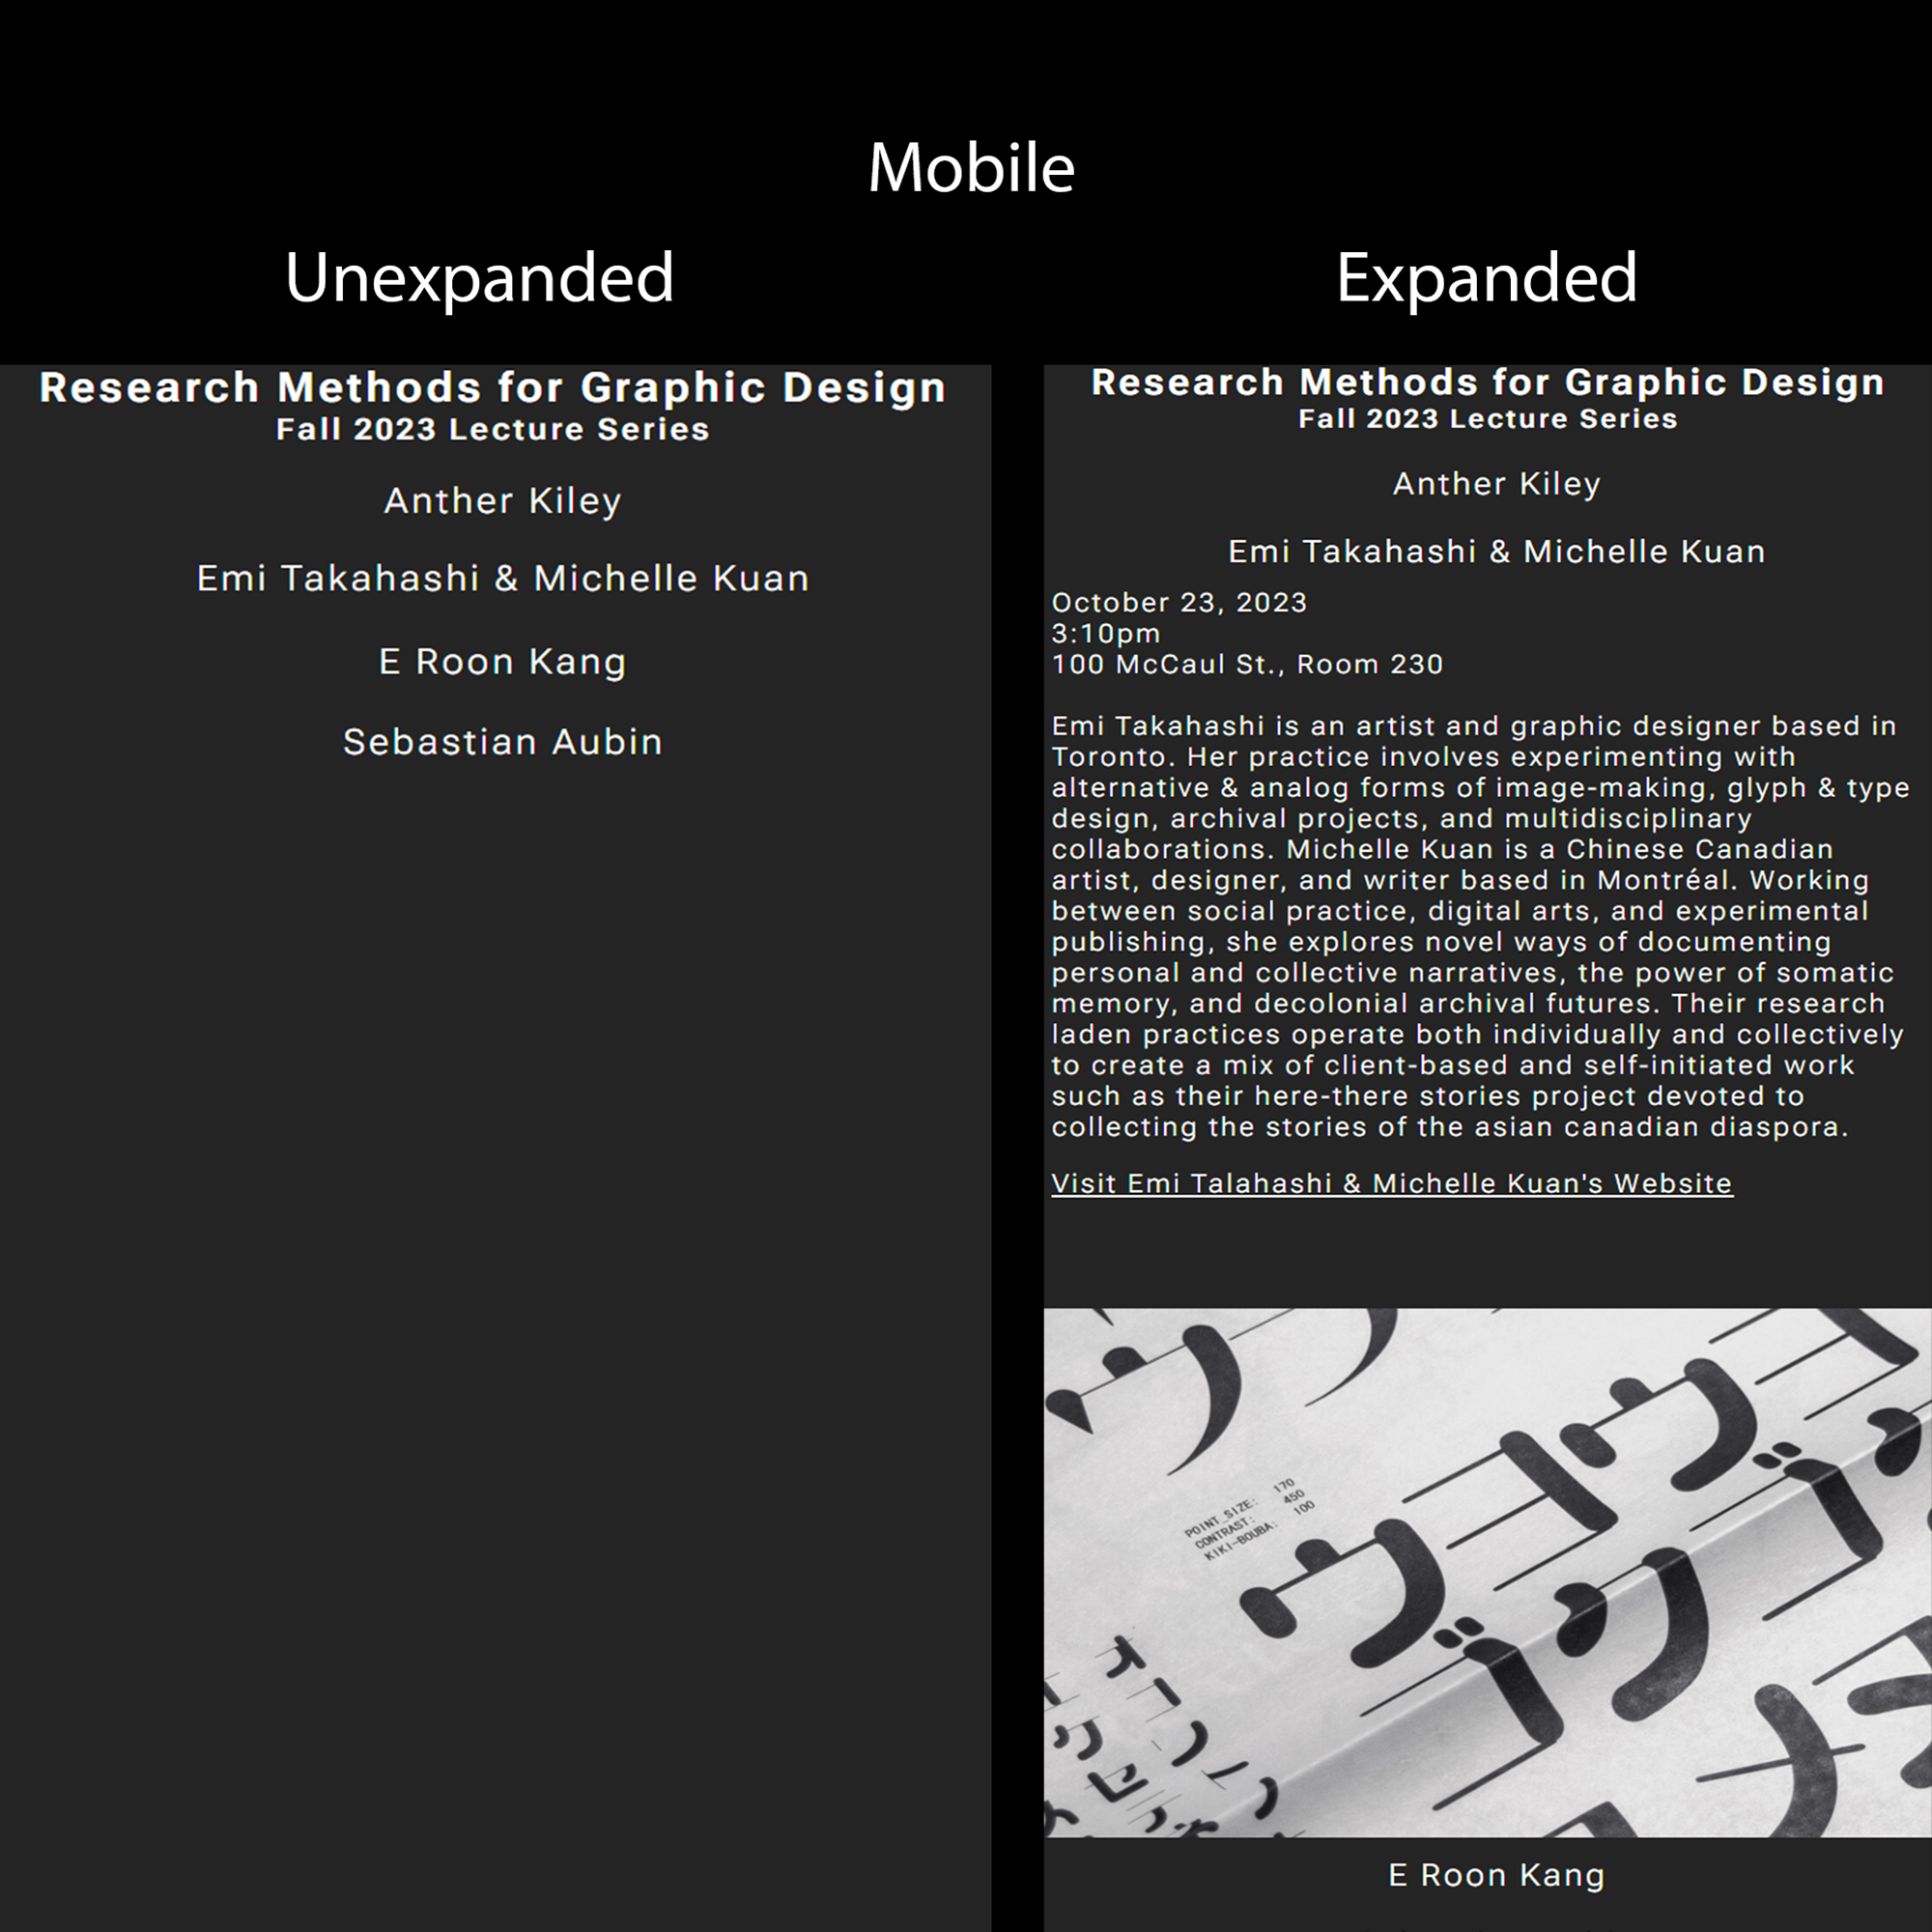 Mobile
Unexpanded
Research Methods for Graphic Design
Fall 2023 Lecture Series
Anther Kiley
Emi Takahashi & Michelle Kuan
E Roon Kang
Sebastian Aubin
Expanded
Research Methods for Graphic Design
Fall 2023 Lecture Series
Anther Kiley
Emi Takahashi & Michelle Kuan
October 23, 2023
3:10pm
100 McCaul St., Room 230
Emi Takahashi is an artist and graphic designer based in
Toronto. Her practice involves experimenting with
alternative & analog forms of image-making, glyph & type
design, archival projects, and multidisciplinary
collaborations. Michelle Kuan is a Chinese Canadian
artist, designer, and writer based in Montréal. Working
between social practice, digital arts, and experimental
publishing, she explores novel ways of documenting
personal and collective narratives, the power of somatic
memory, and decolonial archival futures. Their research
laden practices operate both individually and collectively
to create a mix of client-based and self-initiated work
such as their here-there stories project devoted to
collecting the stories of the asian canadian diaspora.
Visit Emi Talahashi & Michelle Kuan's Website
POINT_SIZE: 170
CONTRAST: 450
KIKI-BOUBA: 100
E Roon Kang